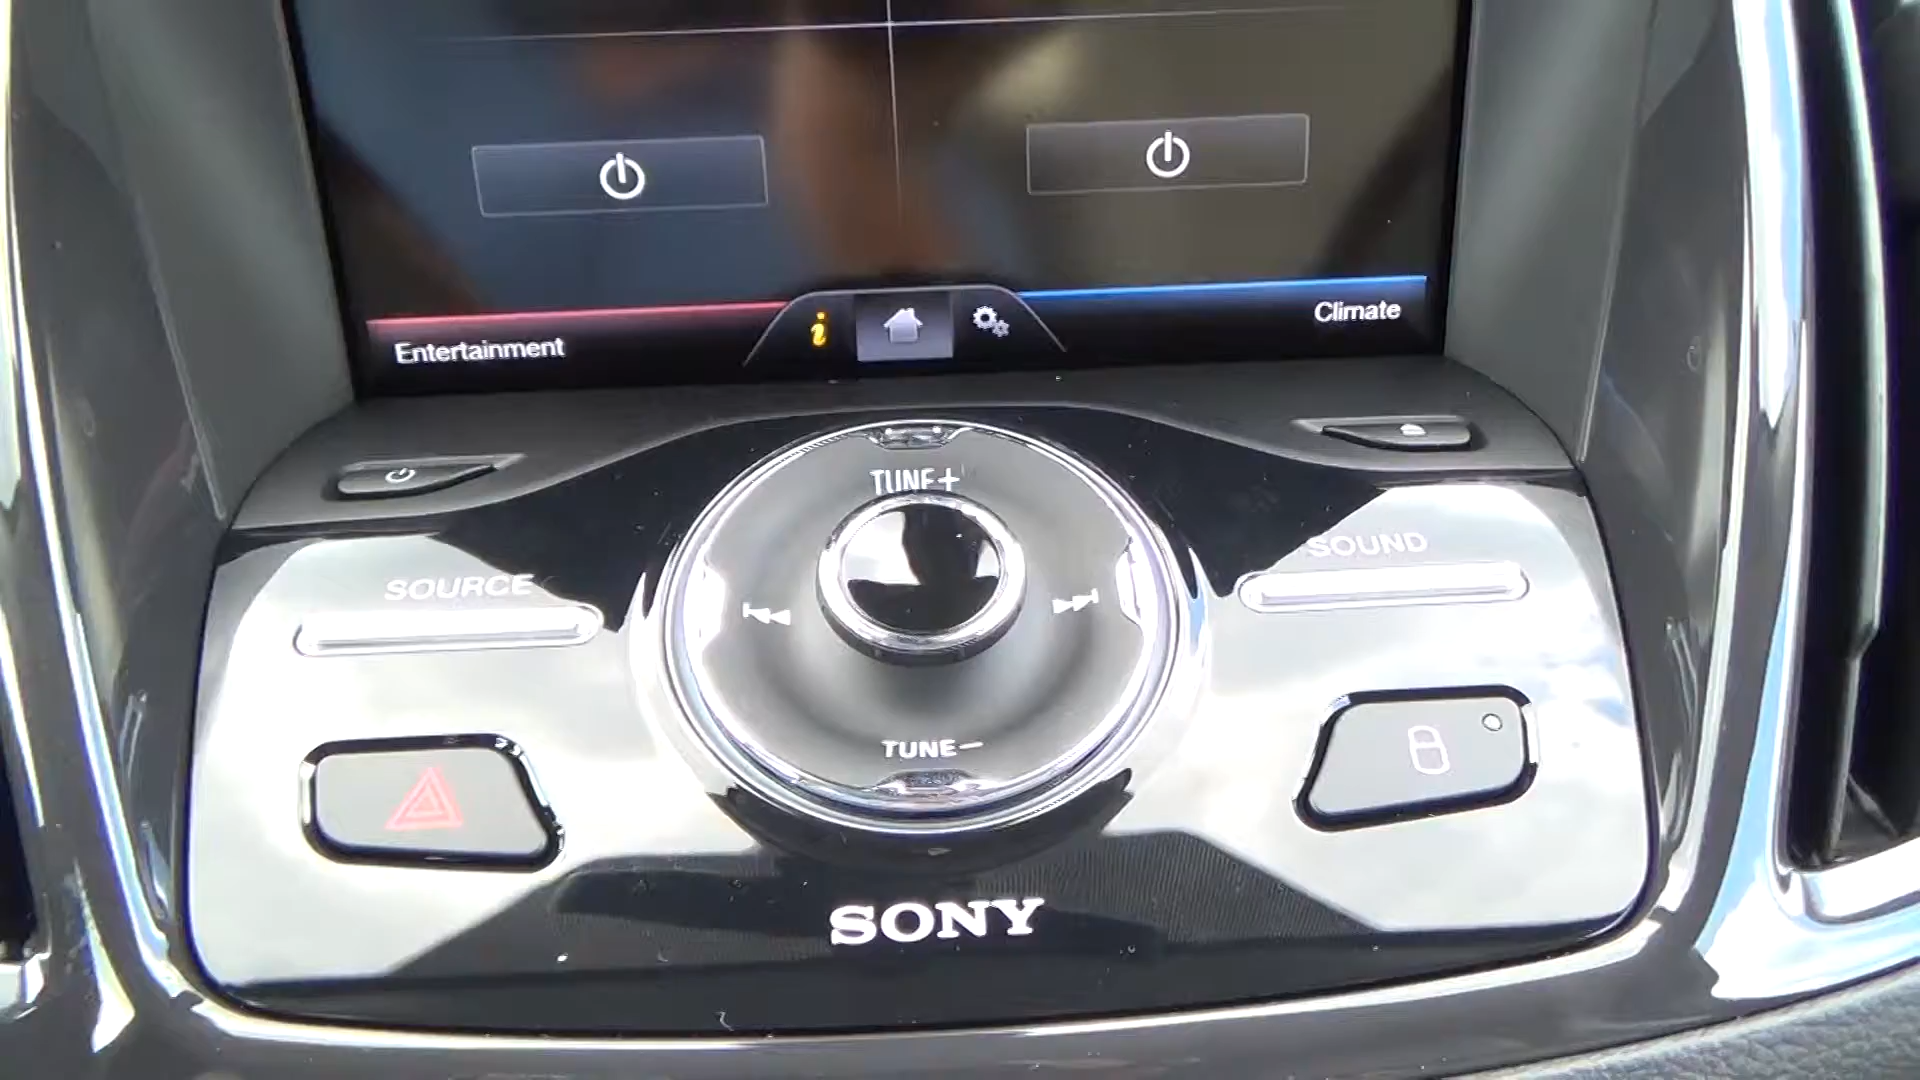 Entertainment
i
Climate
TUNE+
SOURCE
SOUND
TUNE−
SONY